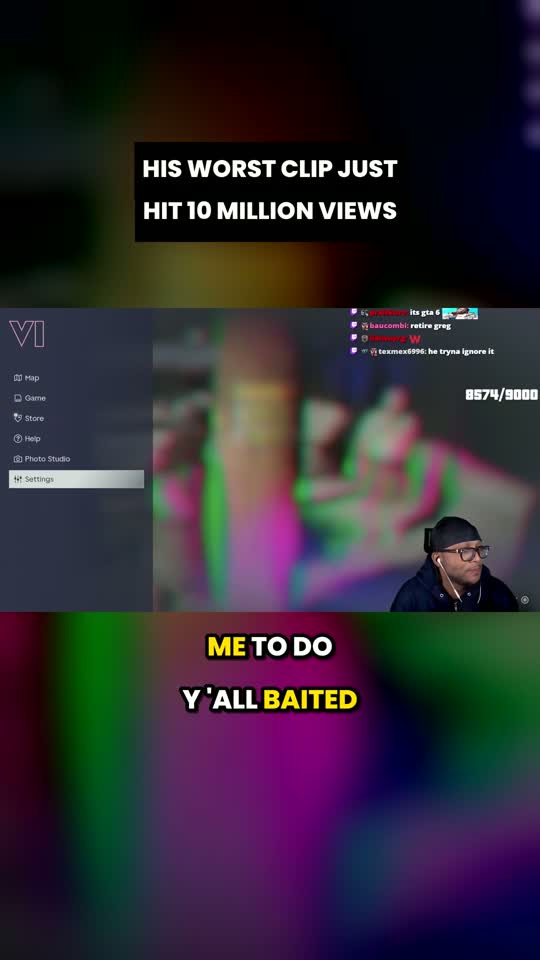 HIS WORST CLIP JUST
HIT 10 MILLION VIEWS
VI
its gta 6
baucombi: retire greg
W
texmex6996: he tryna ignore it
8574/9000
Map
Game
Store
Help
Photo Studio
Settings
ME TO DO
Y 'ALL BAITED